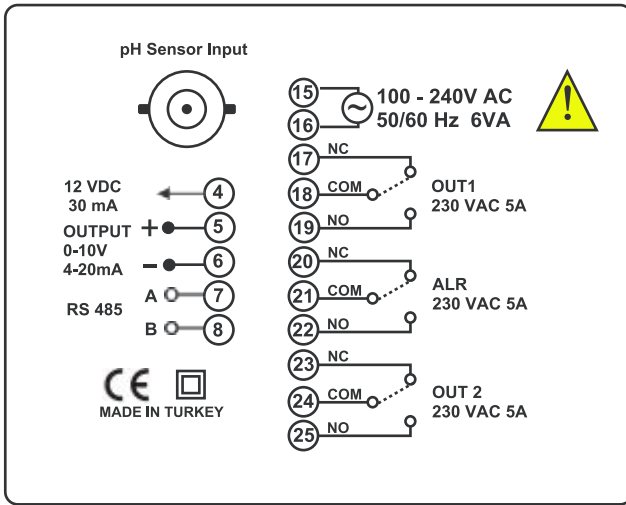 pH Sensor Input
12 VDC
30 mA
4
OUTPUT
0-10V
4-20mA
+
5
−
6
RS 485
A
7
B
8
CE
MADE IN TURKEY
15
16
100 - 240V AC
50/60 Hz 6VA
!
17 NC
18 COM
19 NO
OUT1
230 VAC 5A
20 NC
21 COM
22 NO
ALR
230 VAC 5A
23 NC
24 COM
25 NO
OUT 2
230 VAC 5A